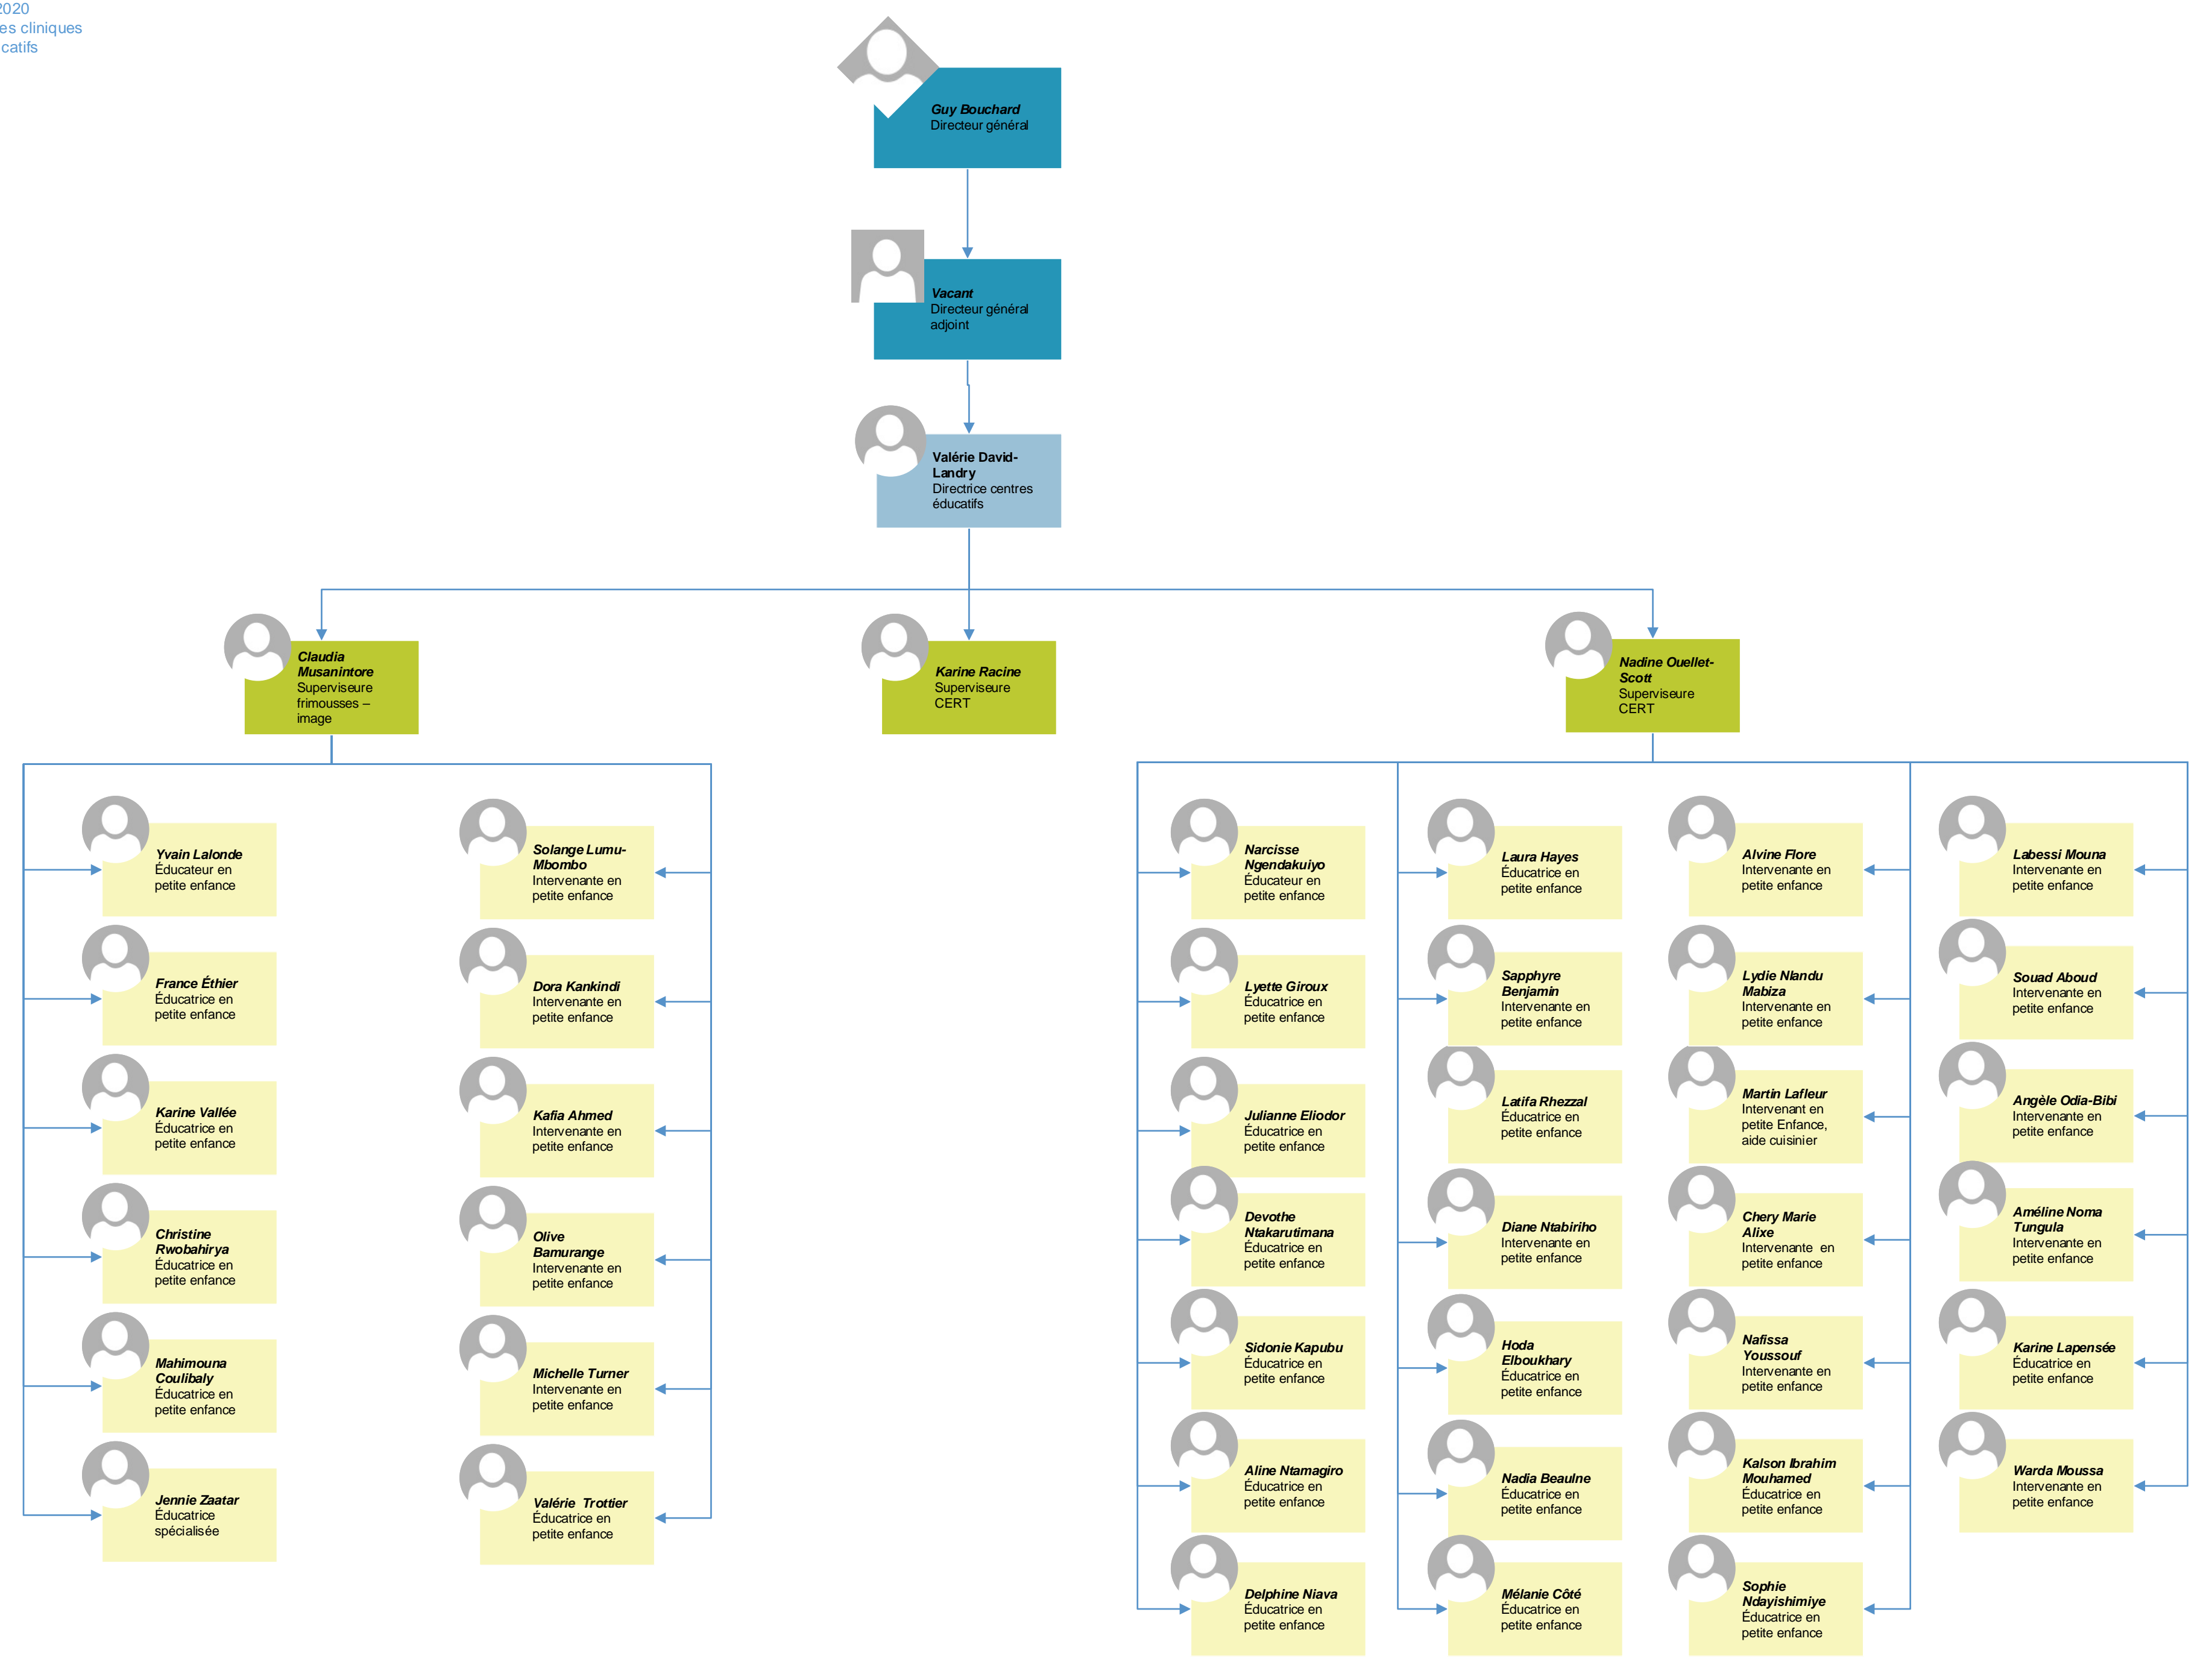 2020
es cliniques
catifs
Guy Bouchard
Directeur général
Vacant
Directeur général
adjoint
Valérie David-
Landry
Directrice centres
éducatifs
Claudia
Musanintore
Superviseure
frimousses –
image
Karine Racine
Superviseure
CERT
Nadine Ouellet-
Scott
Superviseure
CERT
Yvain Lalonde
Éducateur en
petite enfance
France Éthier
Éducatrice en
petite enfance
Karine Vallée
Éducatrice en
petite enfance
Christine
Rwobahirya
Éducatrice en
petite enfance
Mahimouna
Coulibaly
Éducatrice en
petite enfance
Jennie Zaatar
Éducatrice
spécialisée
Solange Lumu-
Mbombo
Intervenante en
petite enfance
Dora Kankindi
Intervenante en
petite enfance
Kafia Ahmed
Intervenante en
petite enfance
Olive
Bamurange
Intervenante en
petite enfance
Michelle Turner
Intervenante en
petite enfance
Valérie Trottier
Éducatrice en
petite enfance
Narcisse
Ngendakuiyo
Éducateur en
petite enfance
Lyette Giroux
Éducatrice en
petite enfance
Julianne Eliodor
Éducatrice en
petite enfance
Devothe
Ntakarutimana
Éducatrice en
petite enfance
Sidonie Kapubu
Éducatrice en
petite enfance
Aline Ntamagiro
Éducatrice en
petite enfance
Delphine Niava
Éducatrice en
petite enfance
Laura Hayes
Éducatrice en
petite enfance
Sapphyre
Benjamin
Intervenante en
petite enfance
Latifa Rhezzal
Éducatrice en
petite enfance
Diane Ntabiriho
Intervenante en
petite enfance
Hoda
Elboukhary
Éducatrice en
petite enfance
Nadia Beaulne
Éducatrice en
petite enfance
Mélanie Côté
Éducatrice en
petite enfance
Alvine Flore
Intervenante en
petite enfance
Lydie Nlandu
Mabiza
Intervenante en
petite enfance
Martin Lafleur
Intervenant en
petite Enfance,
aide cuisinier
Chery Marie
Alixe
Intervenante en
petite enfance
Nafissa
Youssouf
Intervenante en
petite enfance
Kalson Ibrahim
Mouhamed
Éducatrice en
petite enfance
Sophie
Ndayishimiye
Éducatrice en
petite enfance
Labessi Mouna
Intervenante en
petite enfance
Souad Aboud
Intervenante en
petite enfance
Angèle Odia-Bibi
Intervenante en
petite enfance
Améline Noma
Tungula
Intervenante en
petite enfance
Karine Lapensée
Éducatrice en
petite enfance
Warda Moussa
Intervenante en
petite enfance